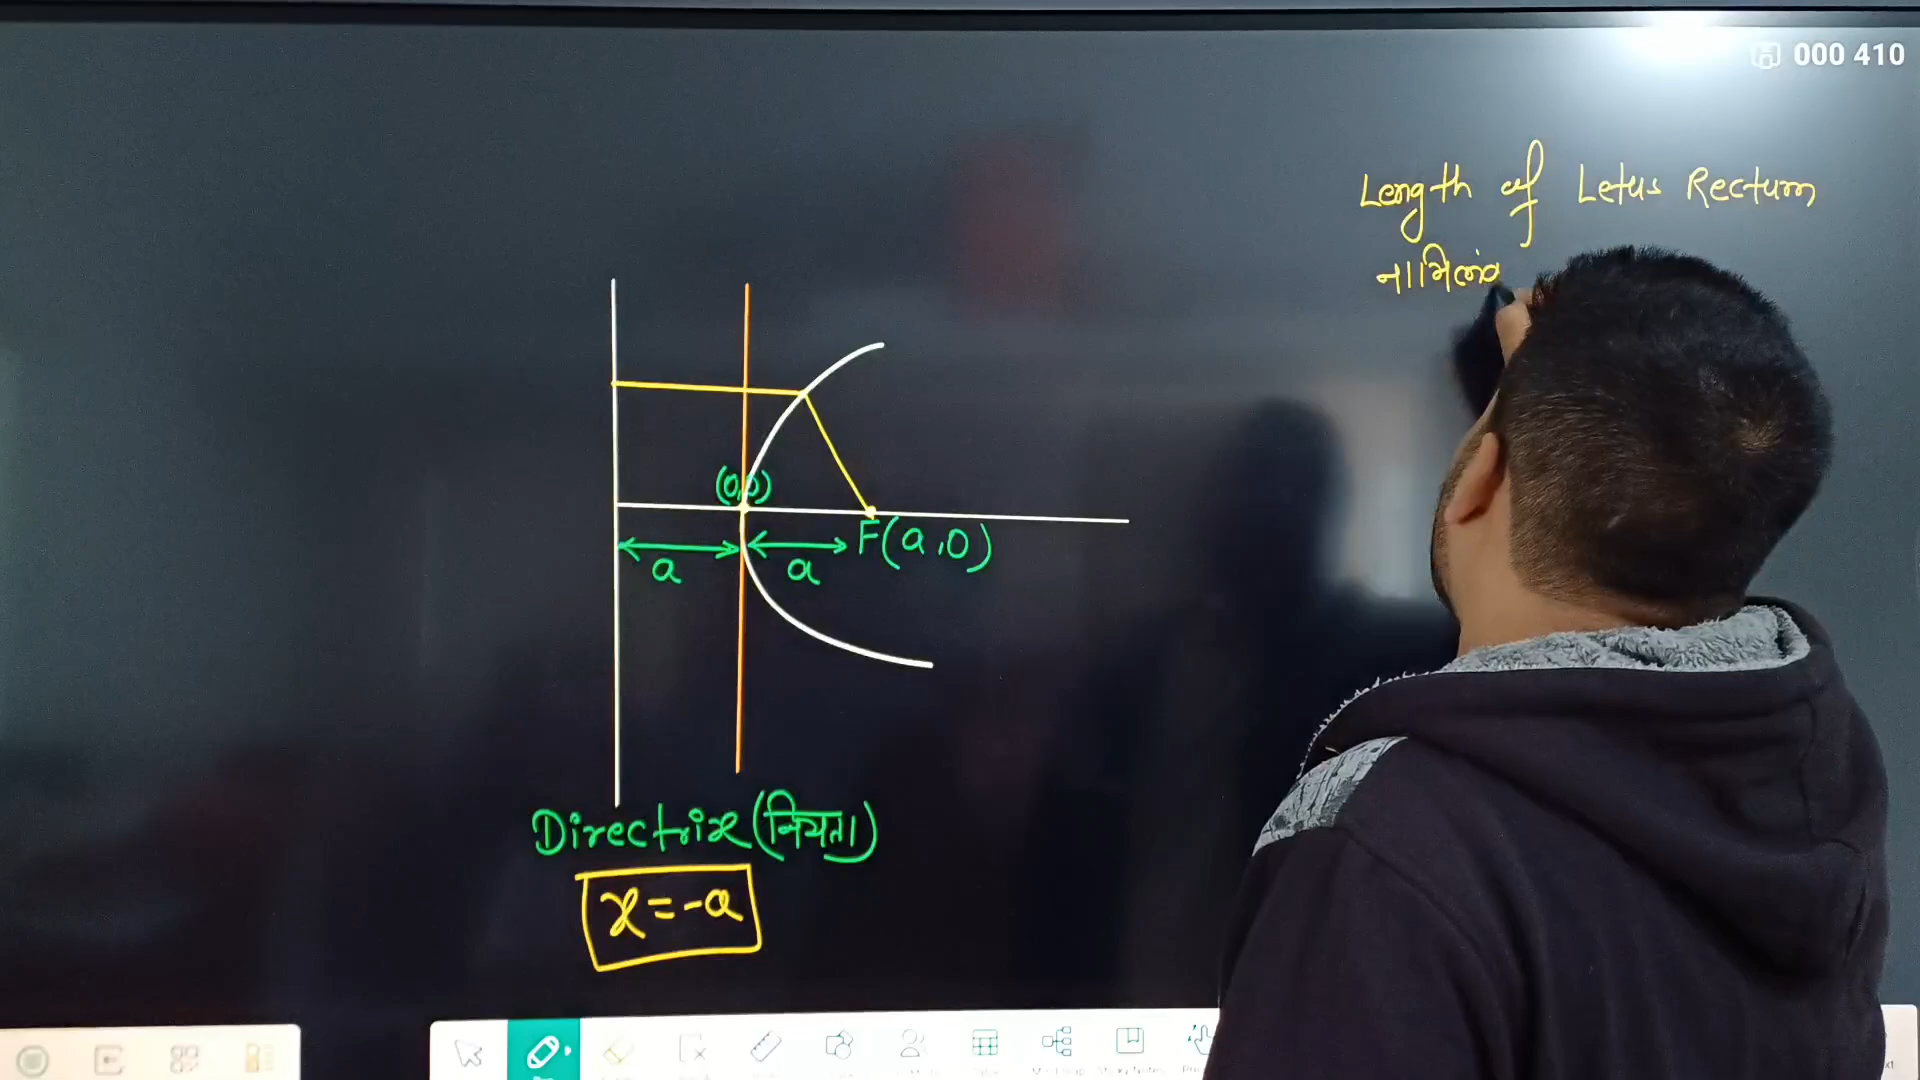 000 410
Length of Letus Rectum
नाभिलंब
(0,0)
F(a,0)
a a
Directrix (नियता)
x=-a